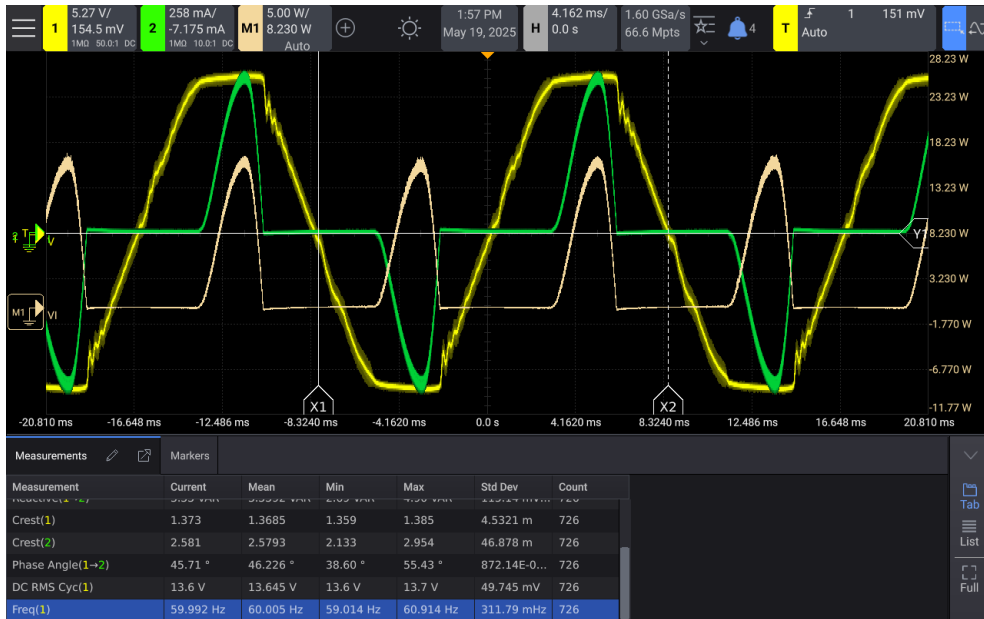 1 5.27 V/ 154.5 mV 1MΩ 50.0:1 DC
2 258 mA/ -7.175 mA 1MΩ 10.0:1 DC
M1 5.00 W/ 8.230 W Auto
1:57 PM May 19, 2025
H 4.162 ms/ 0.0 s
1.60 GSa/s 66.6 Mpts
4
T 1 151 mV Auto
28.23 W
23.23 W
18.23 W
13.23 W
8.230 W
3.230 W
-1.770 W
-6.770 W
-11.77 W
T V
Y1
M1 VI
X1 X2
-20.810 ms -16.648 ms -12.486 ms -8.3240 ms -4.1620 ms 0.0 s 4.1620 ms 8.3240 ms 12.486 ms 16.648 ms 20.810 ms
Measurements Markers
Measurement Current Mean Min Max Std Dev Count
Crest(1) 1.373 1.3685 1.359 1.385 4.5321 m 726
Crest(2) 2.581 2.5793 2.133 2.954 46.878 m 726
Phase Angle(1→2) 45.71 ° 46.226 ° 38.60 ° 55.43 ° 872.14E-0... 726
DC RMS Cyc(1) 13.6 V 13.645 V 13.6 V 13.7 V 49.745 mV 726
Freq(1) 59.992 Hz 60.005 Hz 59.014 Hz 60.914 Hz 311.79 mHz 726
Tab
List
Full